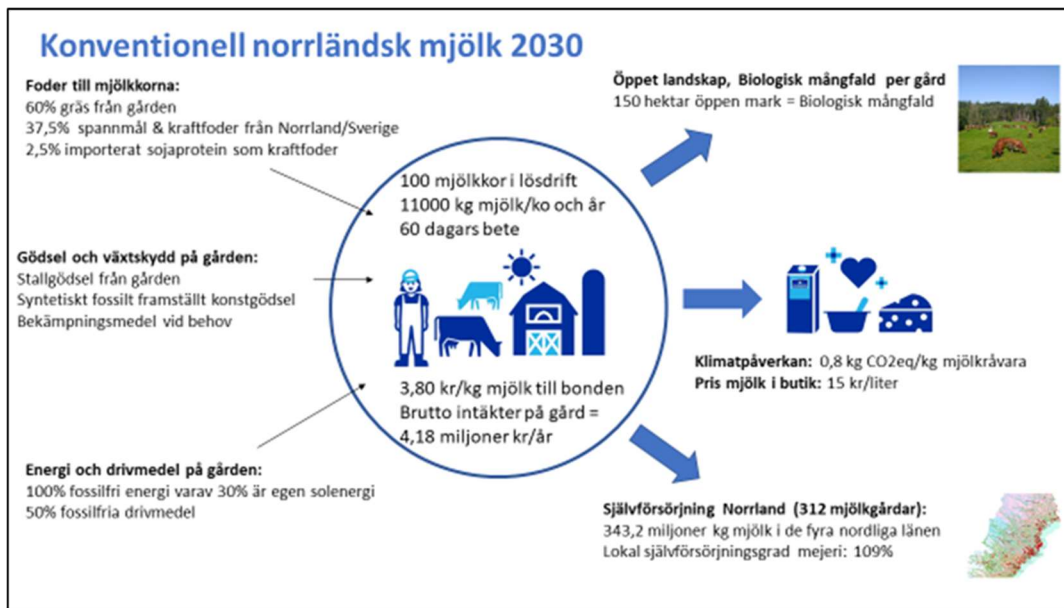 Konventionell norrländsk mjölk 2030
Foder till mjölkkorna:
60% gräs från gården
37,5% spannmål & kraftfoder från Norrland/Sverige
2,5% importerat sojaprotein som kraftfoder
Gödsel och växtskydd på gården:
Stallgödsel från gården
Syntetiskt fossilt framställt konstgödsel
Bekämpningsmedel vid behov
Energi och drivmedel på gården:
100% fossilfri energi varav 30% är egen solenergi
50% fossilfria drivmedel
100 mjölkkor i lösdrift
11000 kg mjölk/ko och år
60 dagars bete
3,80 kr/kg mjölk till bonden
Brutto intäkter på gård =
4,18 miljoner kr/år
Öppet landskap, Biologisk mångfald per gård
150 hektar öppen mark = Biologisk mångfald
Klimatpåverkan: 0,8 kg CO2eq/kg mjölkråvara
Pris mjölk i butik: 15 kr/liter
Självförsörjning Norrland (312 mjölkgårdar):
343,2 miljoner kg mjölk i de fyra nordliga länen
Lokal självförsörjningsgrad mejeri: 109%